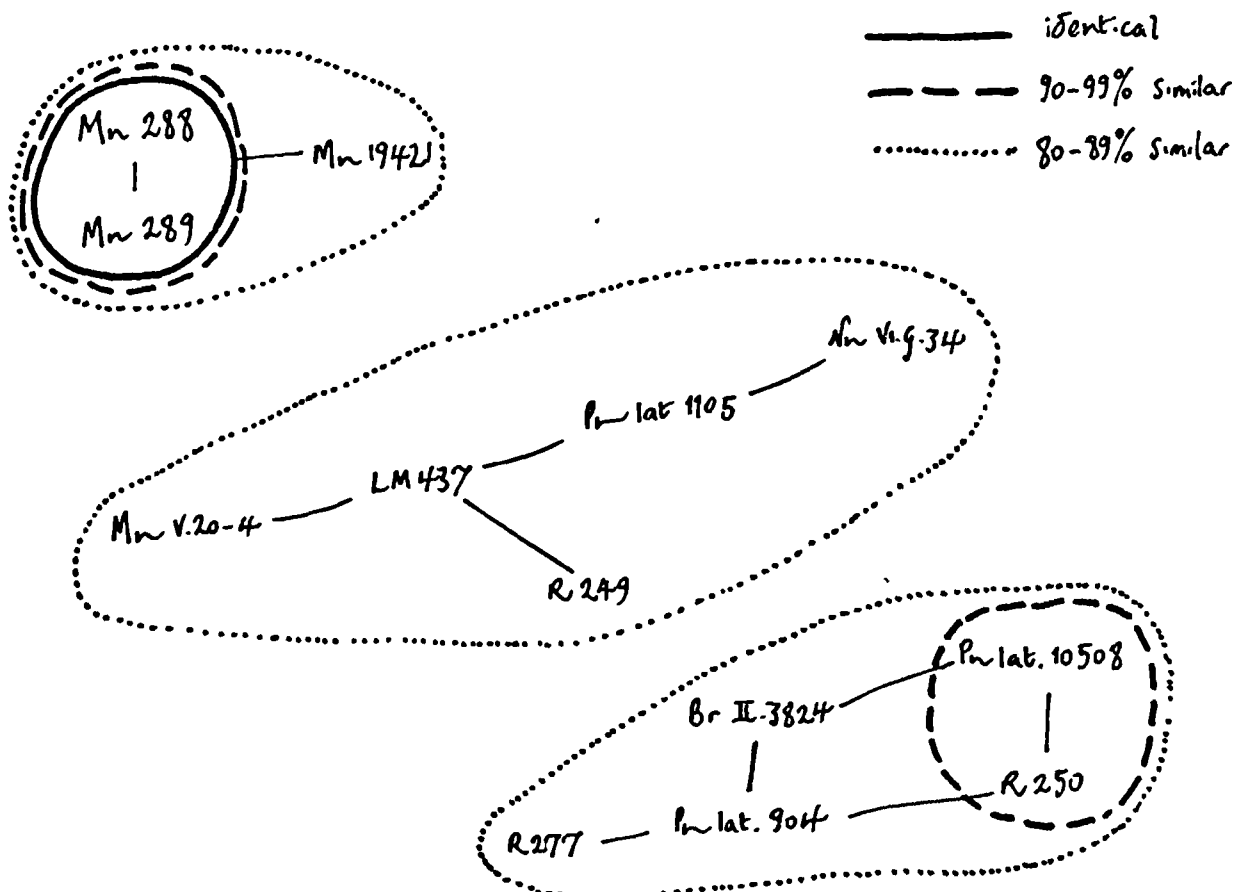 identical
90-99% similar
80-89% similar
Mn 288
Mn 19421
Mn 289
Nn VI.G.34
Pn lat 1105
LM 437
Mn V.20-4
R 249
Pn lat. 10508
Br II.3824
R 250
Pn lat. 904
R 277